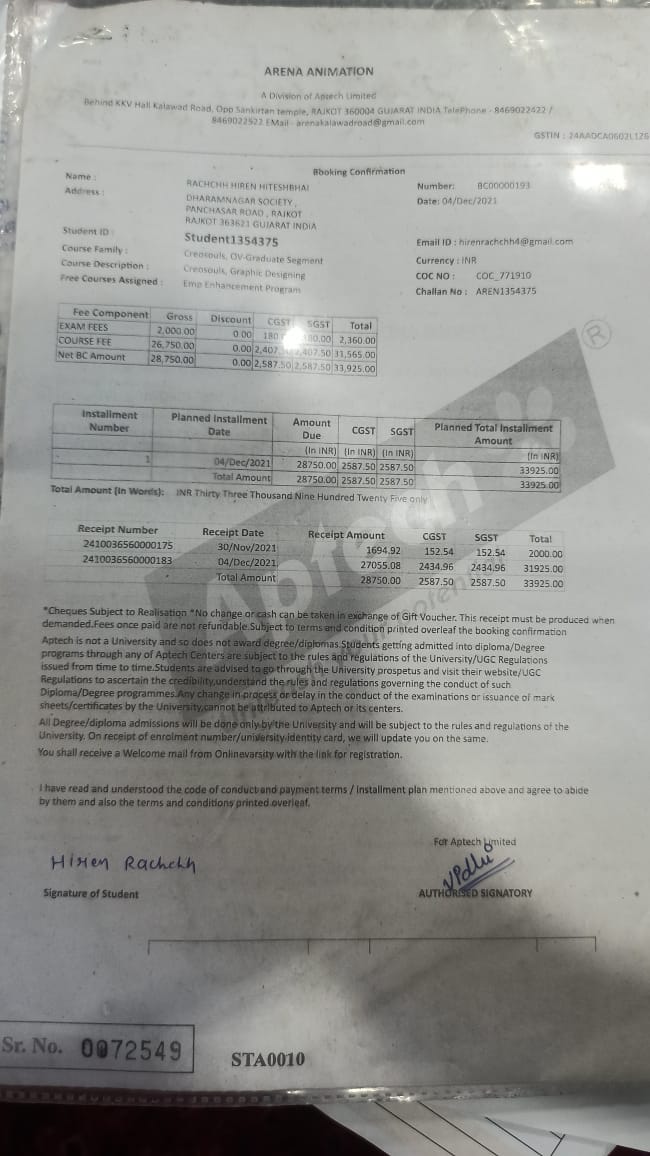 ARENA ANIMATION
A Division of Aptech Limited
Behind KKV Hall Kalawad Road, Opp Sankirtan temple, RAJKOT 360004 GUJARAT INDIA TelePhone - 8469022422 /
8469022522 EMail - arenakalawadroad@gmail.com
GSTIN : 24AADCA0602L1Z6
Booking Confirmation
Name : RACHCHH HIREN HITESHBHAI Number: BC00000193
Address : DHARAMNAGAR SOCIETY, Date: 04/Dec/2021
PANCHASAR ROAD , RAJKOT
RAJKOT 363621 GUJARAT INDIA
Student ID : Student1354375 Email ID : hirenrachhh4@gmail.com
Course Family : Creosouls, OV-Graduate Segment Currency : INR
Course Description : Creosouls, Graphic Designing COC NO : COC_771910
Free Courses Assigned : Emp Enhancement Program Challan No : AREN1354375
Fee Component Gross Discount CGST SGST Total
EXAM FEES 2,000.00 0.00 2,360.00
COURSE FEE 26,750.00 0.00 31,565.00
Net BC Amount 28,750.00 0.00 2,587.50 2,587.50 33,925.00
Installment Number Planned Installment Date Amount Due CGST SGST Planned Total Installment Amount
(In INR) (In INR) (In INR) (In INR)
1 04/Dec/2021 28750.00 2587.50 2587.50 33925.00
Total Amount 28750.00 2587.50 2587.50 33925.00
Total Amount (In Words): INR Thirty Three Thousand Nine Hundred Twenty Five only
Receipt Number Receipt Date Receipt Amount CGST SGST Total
2410036560000175 30/Nov/2021 1694.92 152.54 152.54 2000.00
2410036560000183 04/Dec/2021 27055.08 2434.96 2434.96 31925.00
Total Amount 28750.00 2587.50 2587.50 33925.00
Aptech ®
*Cheques Subject to Realisation *No change or cash can be taken in exchange of Gift Voucher. This receipt must be produced when
demanded.Fees once paid are not refundable.Subject to terms and condition printed overleaf the booking confirmation
Aptech is not a University and so does not award degree/diplomas.Students getting admitted into diploma/Degree
programs through any of Aptech Centers are subject to the rules and regulations of the University/UGC Regulations
issued from time to time.Students are advised to go through the University prospetus and visit their website/UGC
Regulations to ascertain the credibility,understand the rules and regulations governing the conduct of such
Diploma/Degree programmes.Any change in process or delay in the conduct of the examinations or issuance of mark
sheets/certificates by the University,cannot be attributed to Aptech or its centers.
All Degree/diploma admissions will be done only by the University and will be subject to the rules and regulations of the
University. On receipt of enrolment number/university identity card, we will update you on the same.
You shall receive a Welcome mail from Onlinevarsity with the link for registration.
I have read and understood the code of conduct and payment terms / installment plan mentioned above and agree to abide
by them and also the terms and conditions printed overleaf.
For Aptech Limited
Hiren Rachchh
Signature of Student AUTHORISED SIGNATORY
Sr. No. 0072549 STA0010